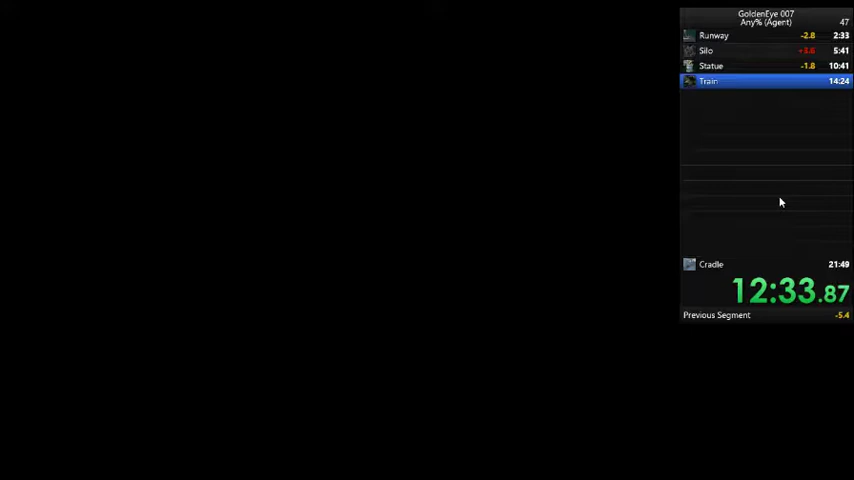 GoldenEye 007
Any% (Agent) 47
Runway -2.8 2:33
Silo +3.6 5:41
Statue -1.8 10:41
Train 14:24
Cradle 21:49
12:33.87
Previous Segment -5.4